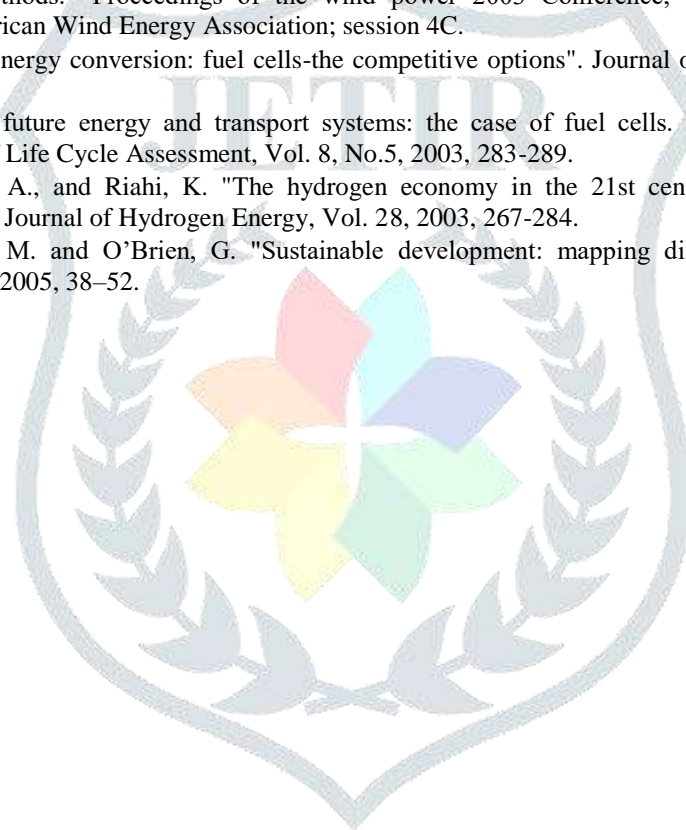 thods." Proceedings of the wind power 2003 Conference,
rican Wind Energy Association; session 4C.
nergy conversion: fuel cells-the competitive options". Journal o
JETIR
future energy and transport systems: the case of fuel cells.
Life Cycle Assessment, Vol. 8, No.5, 2003, 283-289.
A., and Riahi, K. "The hydrogen economy in the 21st cen
Journal of Hydrogen Energy, Vol. 28, 2003, 267-284.
M. and O’Brien, G. "Sustainable development: mapping di
2005, 38–52.